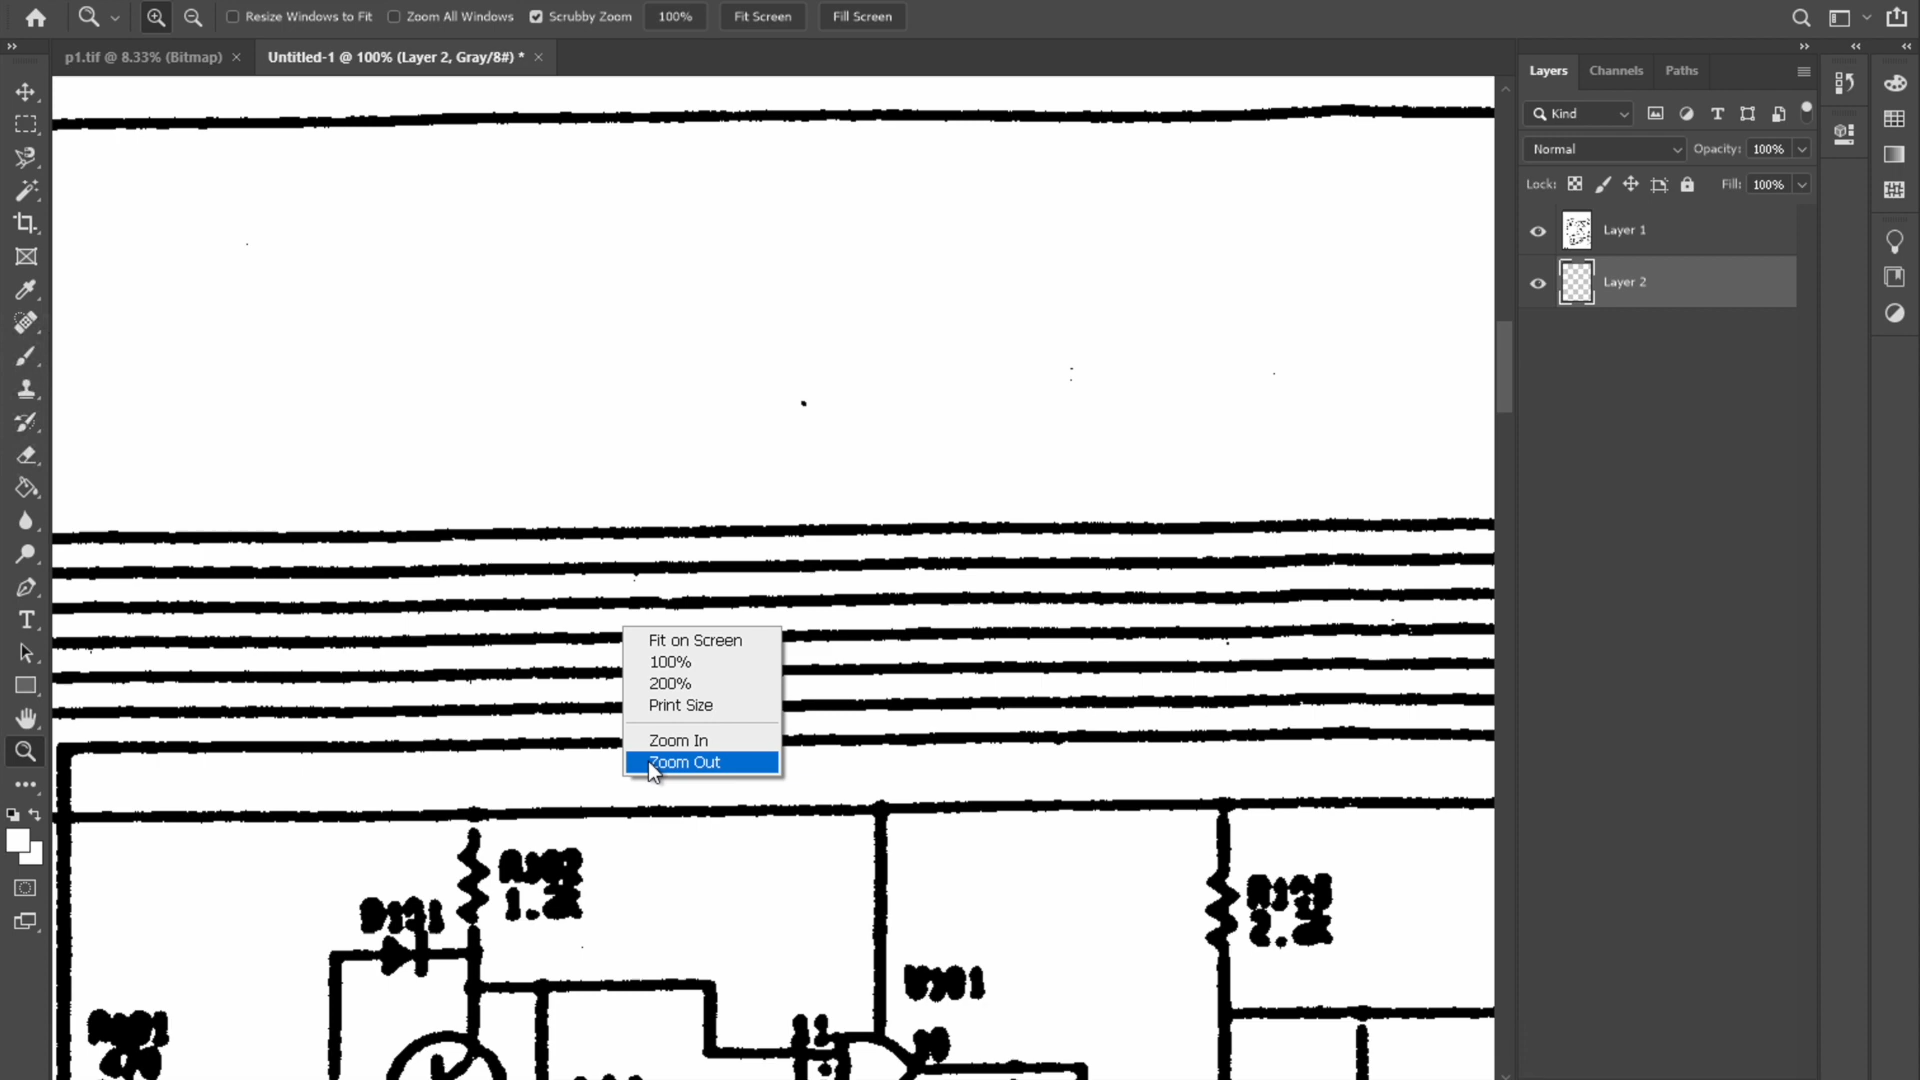 Resize Windows to Fit Zoom All Windows Scrubby Zoom 100% Fit Screen Fill Screen
p1.tif @ 8.33% (Bitmap) × Untitled-1 @ 100% (Layer 2, Gray/8#) * ×
Layers Channels Paths
Kind
Normal Opacity: 100%
Lock: Fill: 100%
Layer 1
Layer 2
Fit on Screen
100%
200%
Print Size
Zoom In
Zoom Out